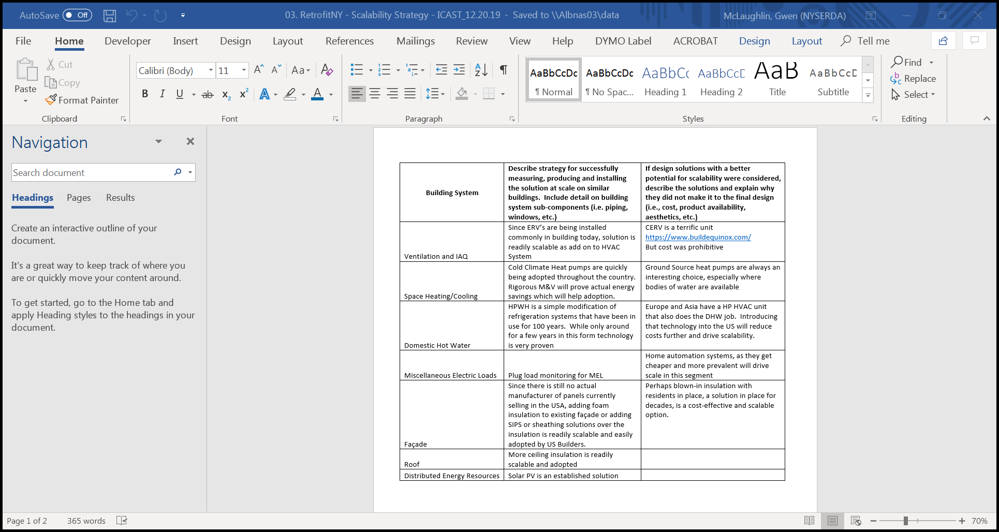 AutoSave Off
03. RetrofitNY - Scalability Strategy - ICAST_12.20.19 - Saved to \\Albnas03\data
McLaughlin, Gwen (NYSERDA)
File Home Developer Insert Design Layout References Mailings Review View Help DYMO Label ACROBAT Design Layout Tell me
Paste
Cut
Copy
Format Painter
Clipboard
Calibri (Body) 11
Font
Paragraph
AaBbCcDc AaBbCcDc AaBbCc AaBbCcD AaB AaBbCcD
¶ Normal ¶ No Spac... Heading 1 Heading 2 Title Subtitle
Styles
Find
Replace
Select
Editing
Navigation
Search document
Headings Pages Results
Create an interactive outline of your
document.
It's a great way to keep track of where you
are or quickly move your content around.
To get started, go to the Home tab and
apply Heading styles to the headings in your
document.
Building System
Describe strategy for successfully
measuring, producing and installing
the solution at scale on similar
buildings. Include detail on building
system sub-components (i.e. piping,
windows, etc.)
If design solutions with a better
potential for scalability were considered,
describe the solutions and explain why
they did not make it to the final design
(i.e., cost, product availability,
aesthetics, etc.)
Ventilation and IAQ
Since ERV's are being installed
commonly in building today, solution is
readily scalable as add on to HVAC
System
CERV is a terrific unit
https://www.buildequinox.com/
But cost was prohibitive
Space Heating/Cooling
Cold Climate Heat pumps are quickly
being adopted throughout the country.
Rigorous M&V will prove actual energy
savings which will help adoption.
Ground Source heat pumps are always an
interesting choice, especially where
bodies of water are available
Domestic Hot Water
HPWH is a simple modification of
refrigeration systems that have been in
use for 100 years. While only around
for a few years in this form technology
is very proven
Europe and Asia have a HP HVAC unit
that also does the DHW job. Introducing
that technology into the US will reduce
costs further and drive scalability.
Miscellaneous Electric Loads
Plug load monitoring for MEL
Home automation systems, as they get
cheaper and more prevalent will drive
scale in this segment
Façade
Since there is still no actual
manufacturer of panels currently
selling in the USA, adding foam
insulation to existing façade or adding
SIPS or sheathing solutions over the
insulation is readily scalable and easily
adopted by US Builders.
Perhaps blown-in insulation with
residents in place, a solution in place for
decades, is a cost-effective and scalable
option.
Roof
More ceiling insulation is readily
scalable and adopted
Distributed Energy Resources
Solar PV is an established solution
Page 1 of 2 365 words 70%